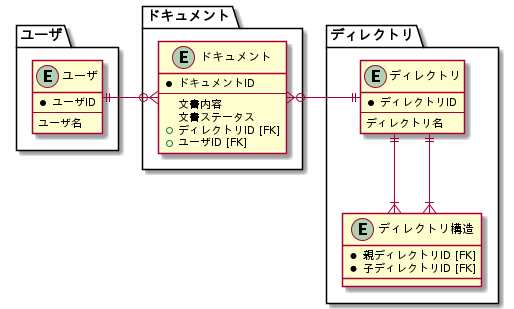 ユーザ
E ユーザ
ユーザID
ユーザ名
ドキュメント
E ドキュメント
ドキュメントID
文書内容
文書ステータス
ディレクトリID [FK]
ユーザID [FK]
ディレクトリ
E ディレクトリ
ディレクトリID
ディレクトリ名
E ディレクトリ構造
親ディレクトリID [FK]
子ディレクトリID [FK]